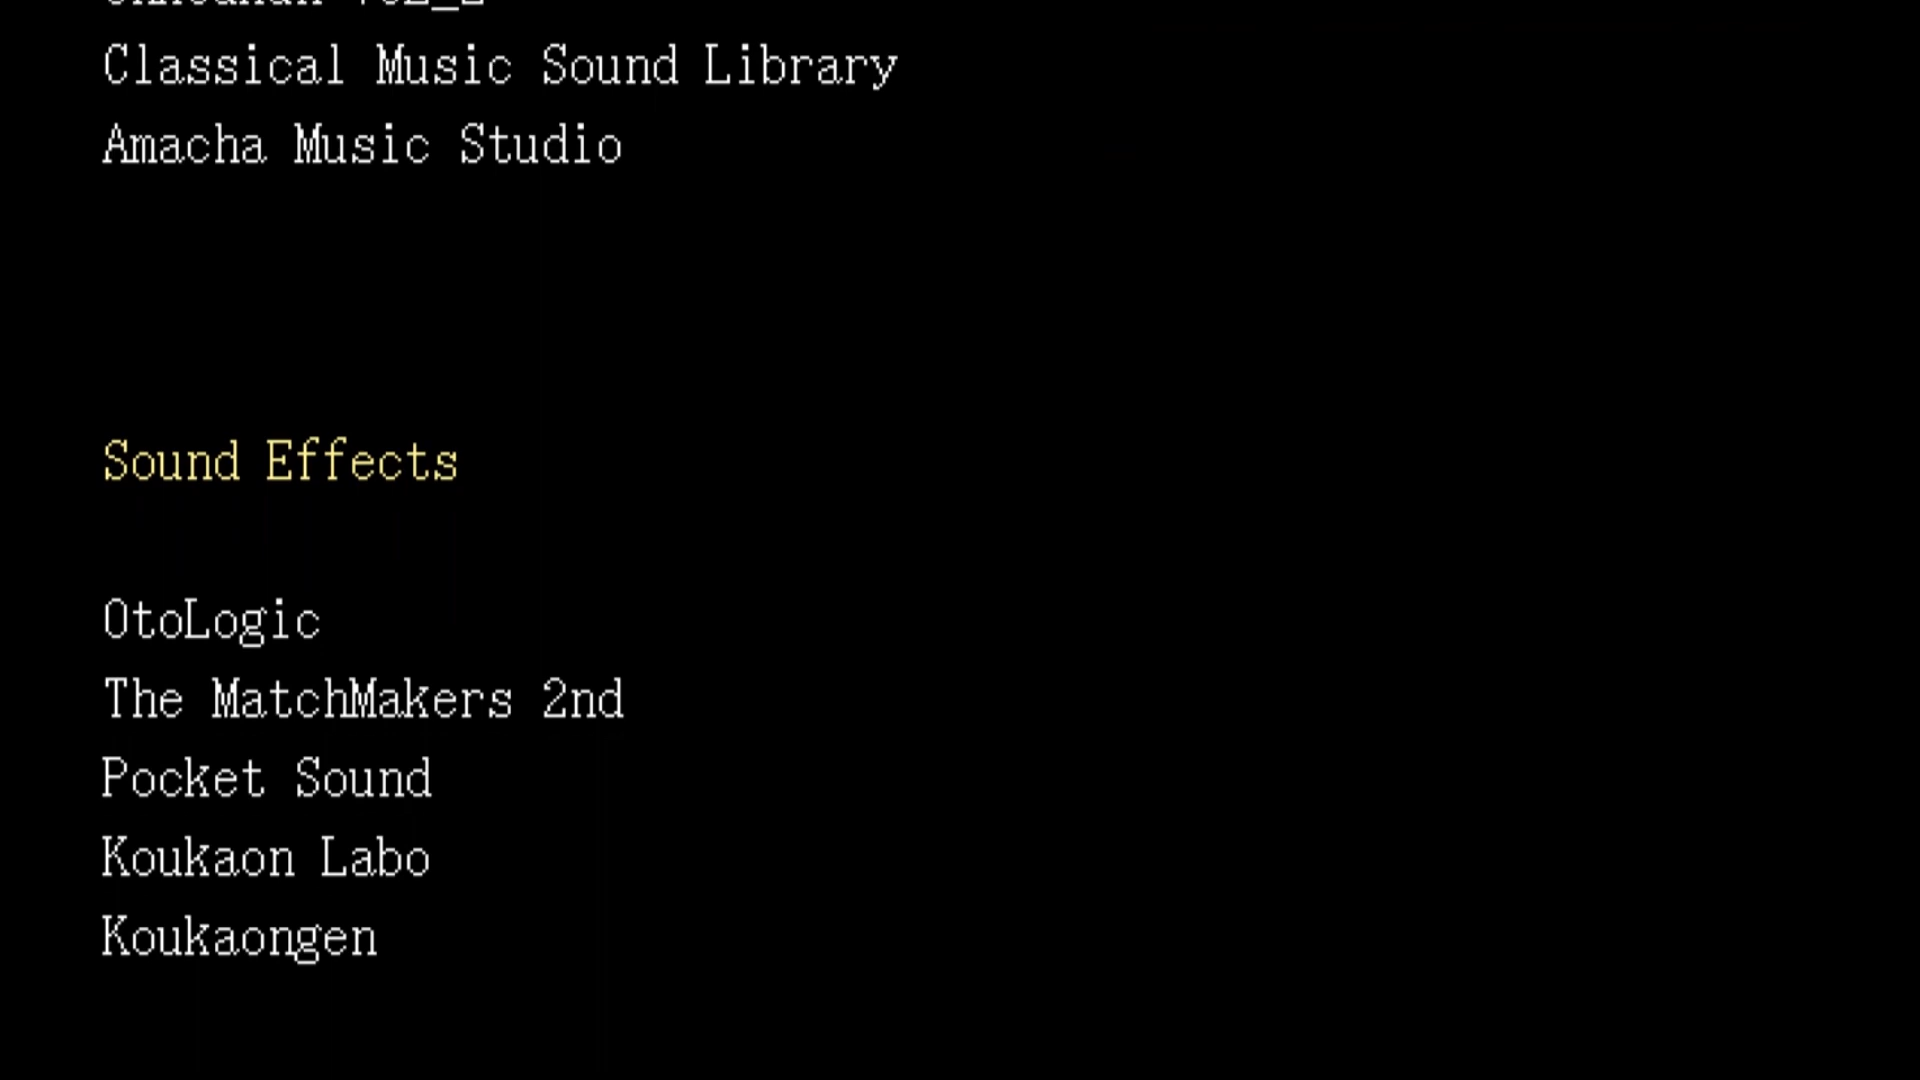 Classical Music Sound Library
Amacha Music Studio
Sound Effects
OtoLogic
The MatchMakers 2nd
Pocket Sound
Koukaon Labo
Koukaongen